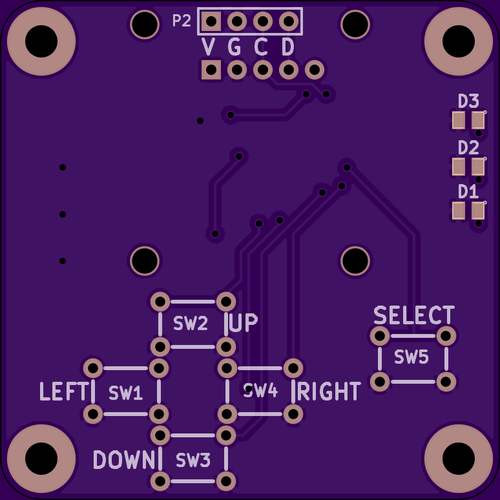 P2
V G C D
D3
D2
D1
SELECT
SW2 UP
SW5
LEFT SW1 SW4 RIGHT
DOWN SW3